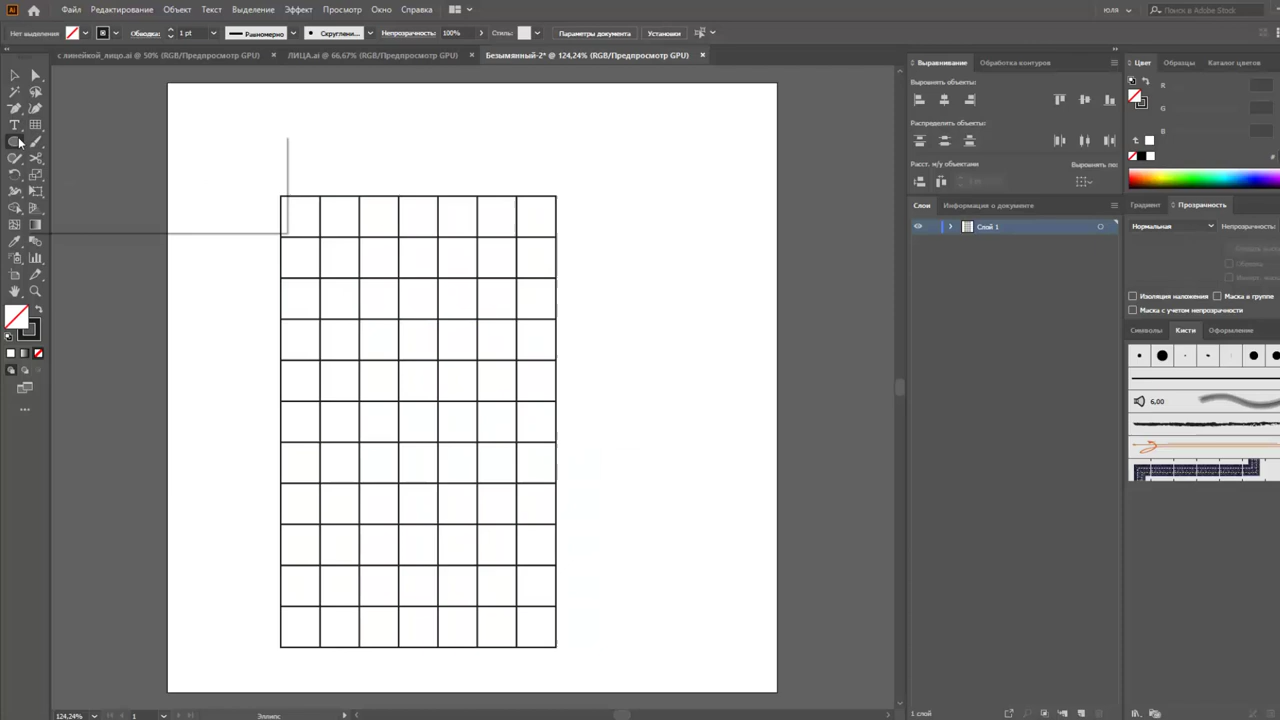 Ai Файл Редактирование Объект Текст Выделение Эффект Просмотр Окно Справка юля Поиск в Adobe Stock
Нет выделенных Обводка: 1 pt Равномерно Скруглени... Непрозрачность: 100% Стиль: Параметры документа Установки
с линейкой_лицо.ai @ 50% (RGB/Предпросмотр GPU) × ЛИЦА.ai @ 66,67% (RGB/Предпросмотр GPU) × Безымянный-2* @ 124,24% (RGB/Предпросмотр GPU) ×
Выравнивание Обработка контуров
Выровнять объекты:
Распределить объекты:
Расст. м/у объектами Выравнять по:
Цвет Образцы Каталог цветов
R
G
B
#
Слои Информация о документе
Слой 1
Градиент Прозрачность
Нормальная Непрозрачность:
Изоляция наложения Маска в группе
Маска с учетом непрозрачности
Символы Кисти Оформление
6,00
124,24% 1 Эллипс
1 слой